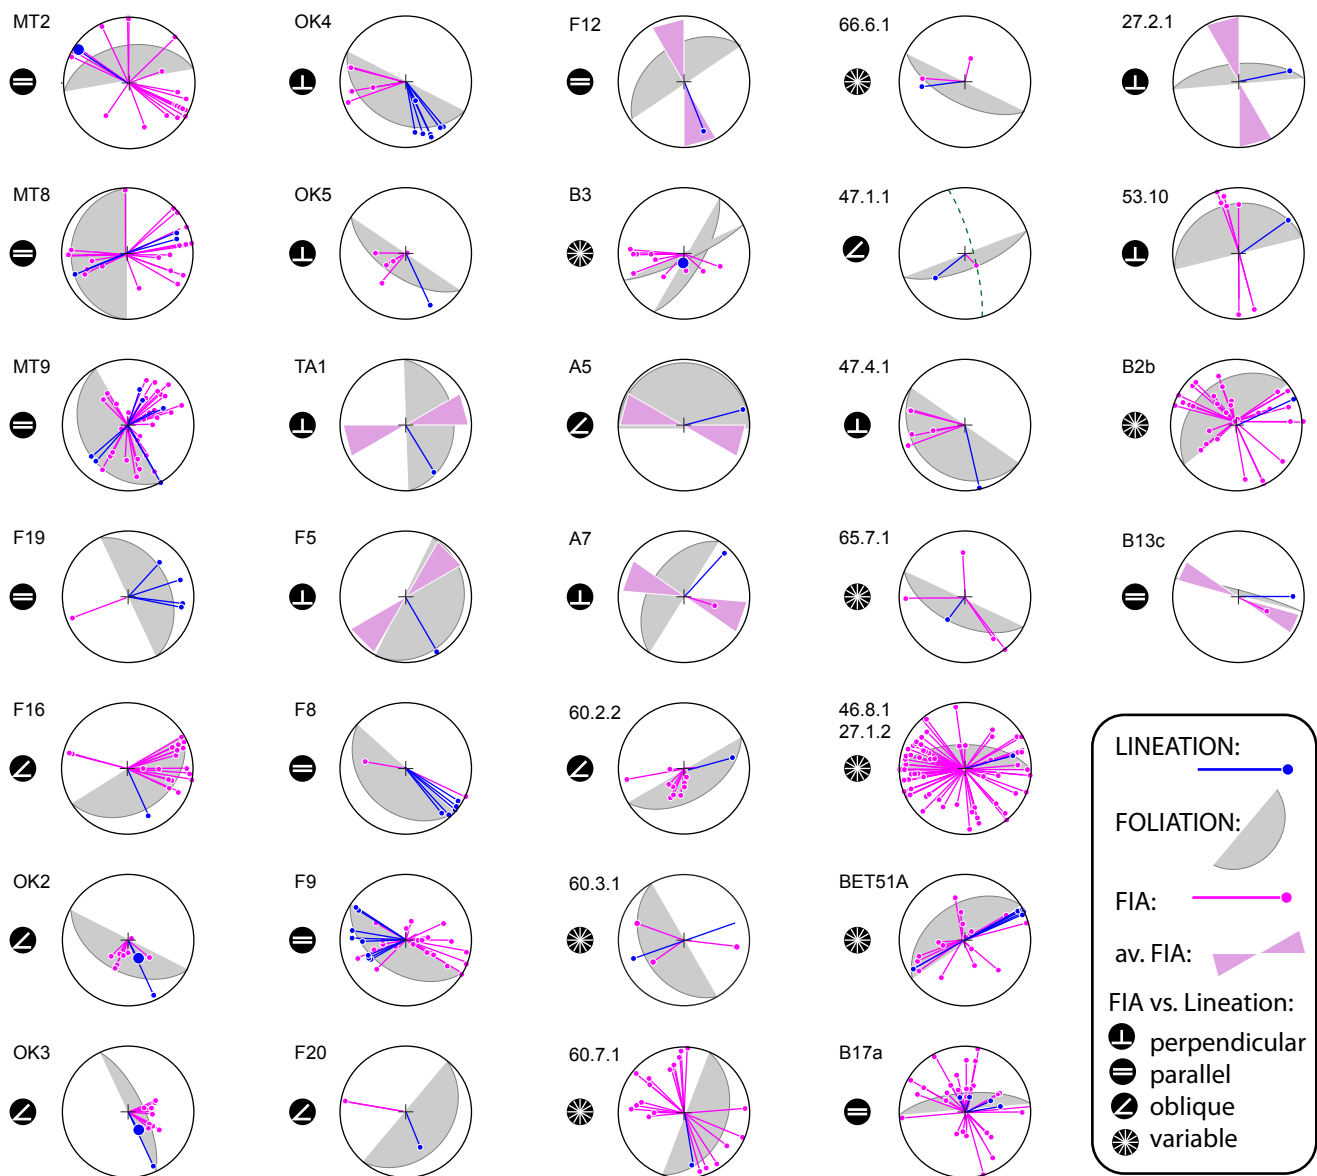 MT2
OK4
F12
66.6.1
27.2.1
MT8
OK5
B3
47.1.1
53.10
MT9
TA1
A5
47.4.1
B2b
F19
F5
A7
65.7.1
B13c
F16
F8
60.2.2
46.8.1
27.1.2
OK2
F9
60.3.1
BET51A
OK3
F20
60.7.1
B17a
LINEATION:
FOLIATION:
FIA:
av. FIA:
FIA vs. Lineation:
perpendicular
parallel
oblique
variable